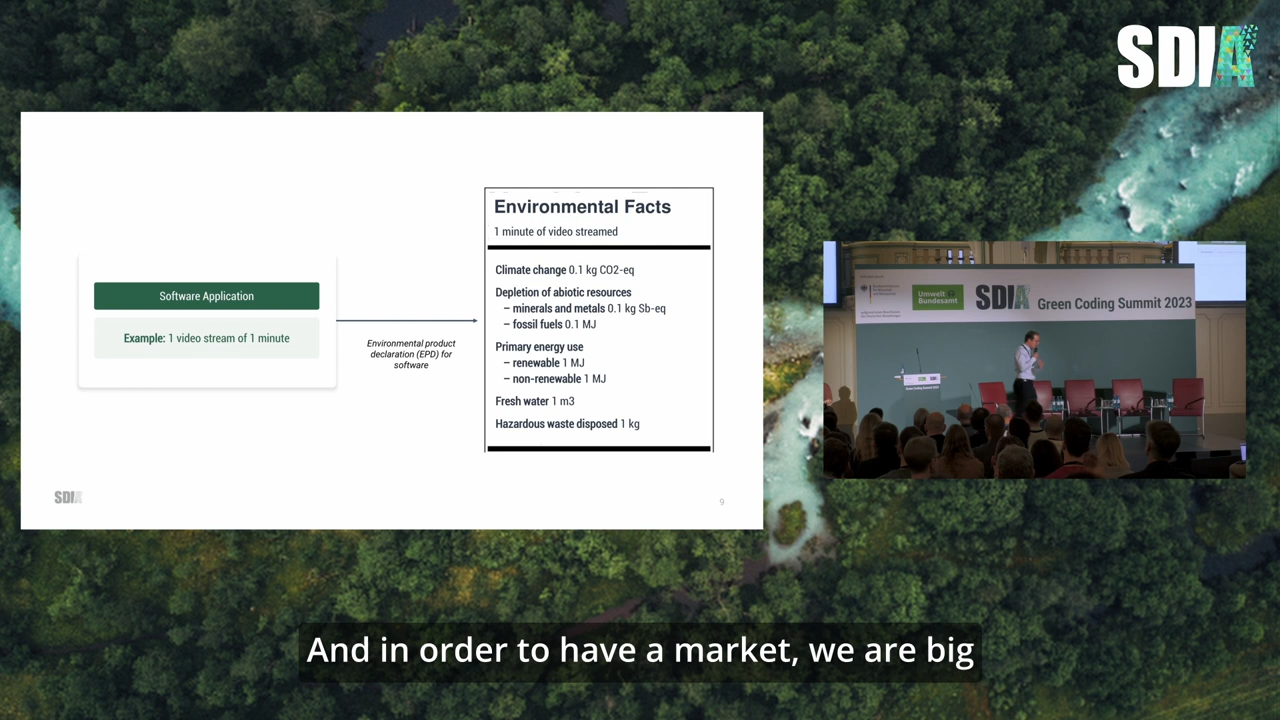 SDIA
Environmental Facts
1 minute of video streamed
Climate change 0.1 kg CO2-eq
Depletion of abiotic resources
– minerals and metals 0.1 kg Sb-eq
– fossil fuels 0.1 MJ
Primary energy use
– renewable 1 MJ
– non-renewable 1 MJ
Fresh water 1 m3
Hazardous waste disposed 1 kg
Software Application
Example: 1 video stream of 1 minute
Environmental product
declaration (EPD) for
software
SDIA
9
Umwelt
Bundesamt
SDIA Green Coding Summit 2023
And in order to have a market, we are big